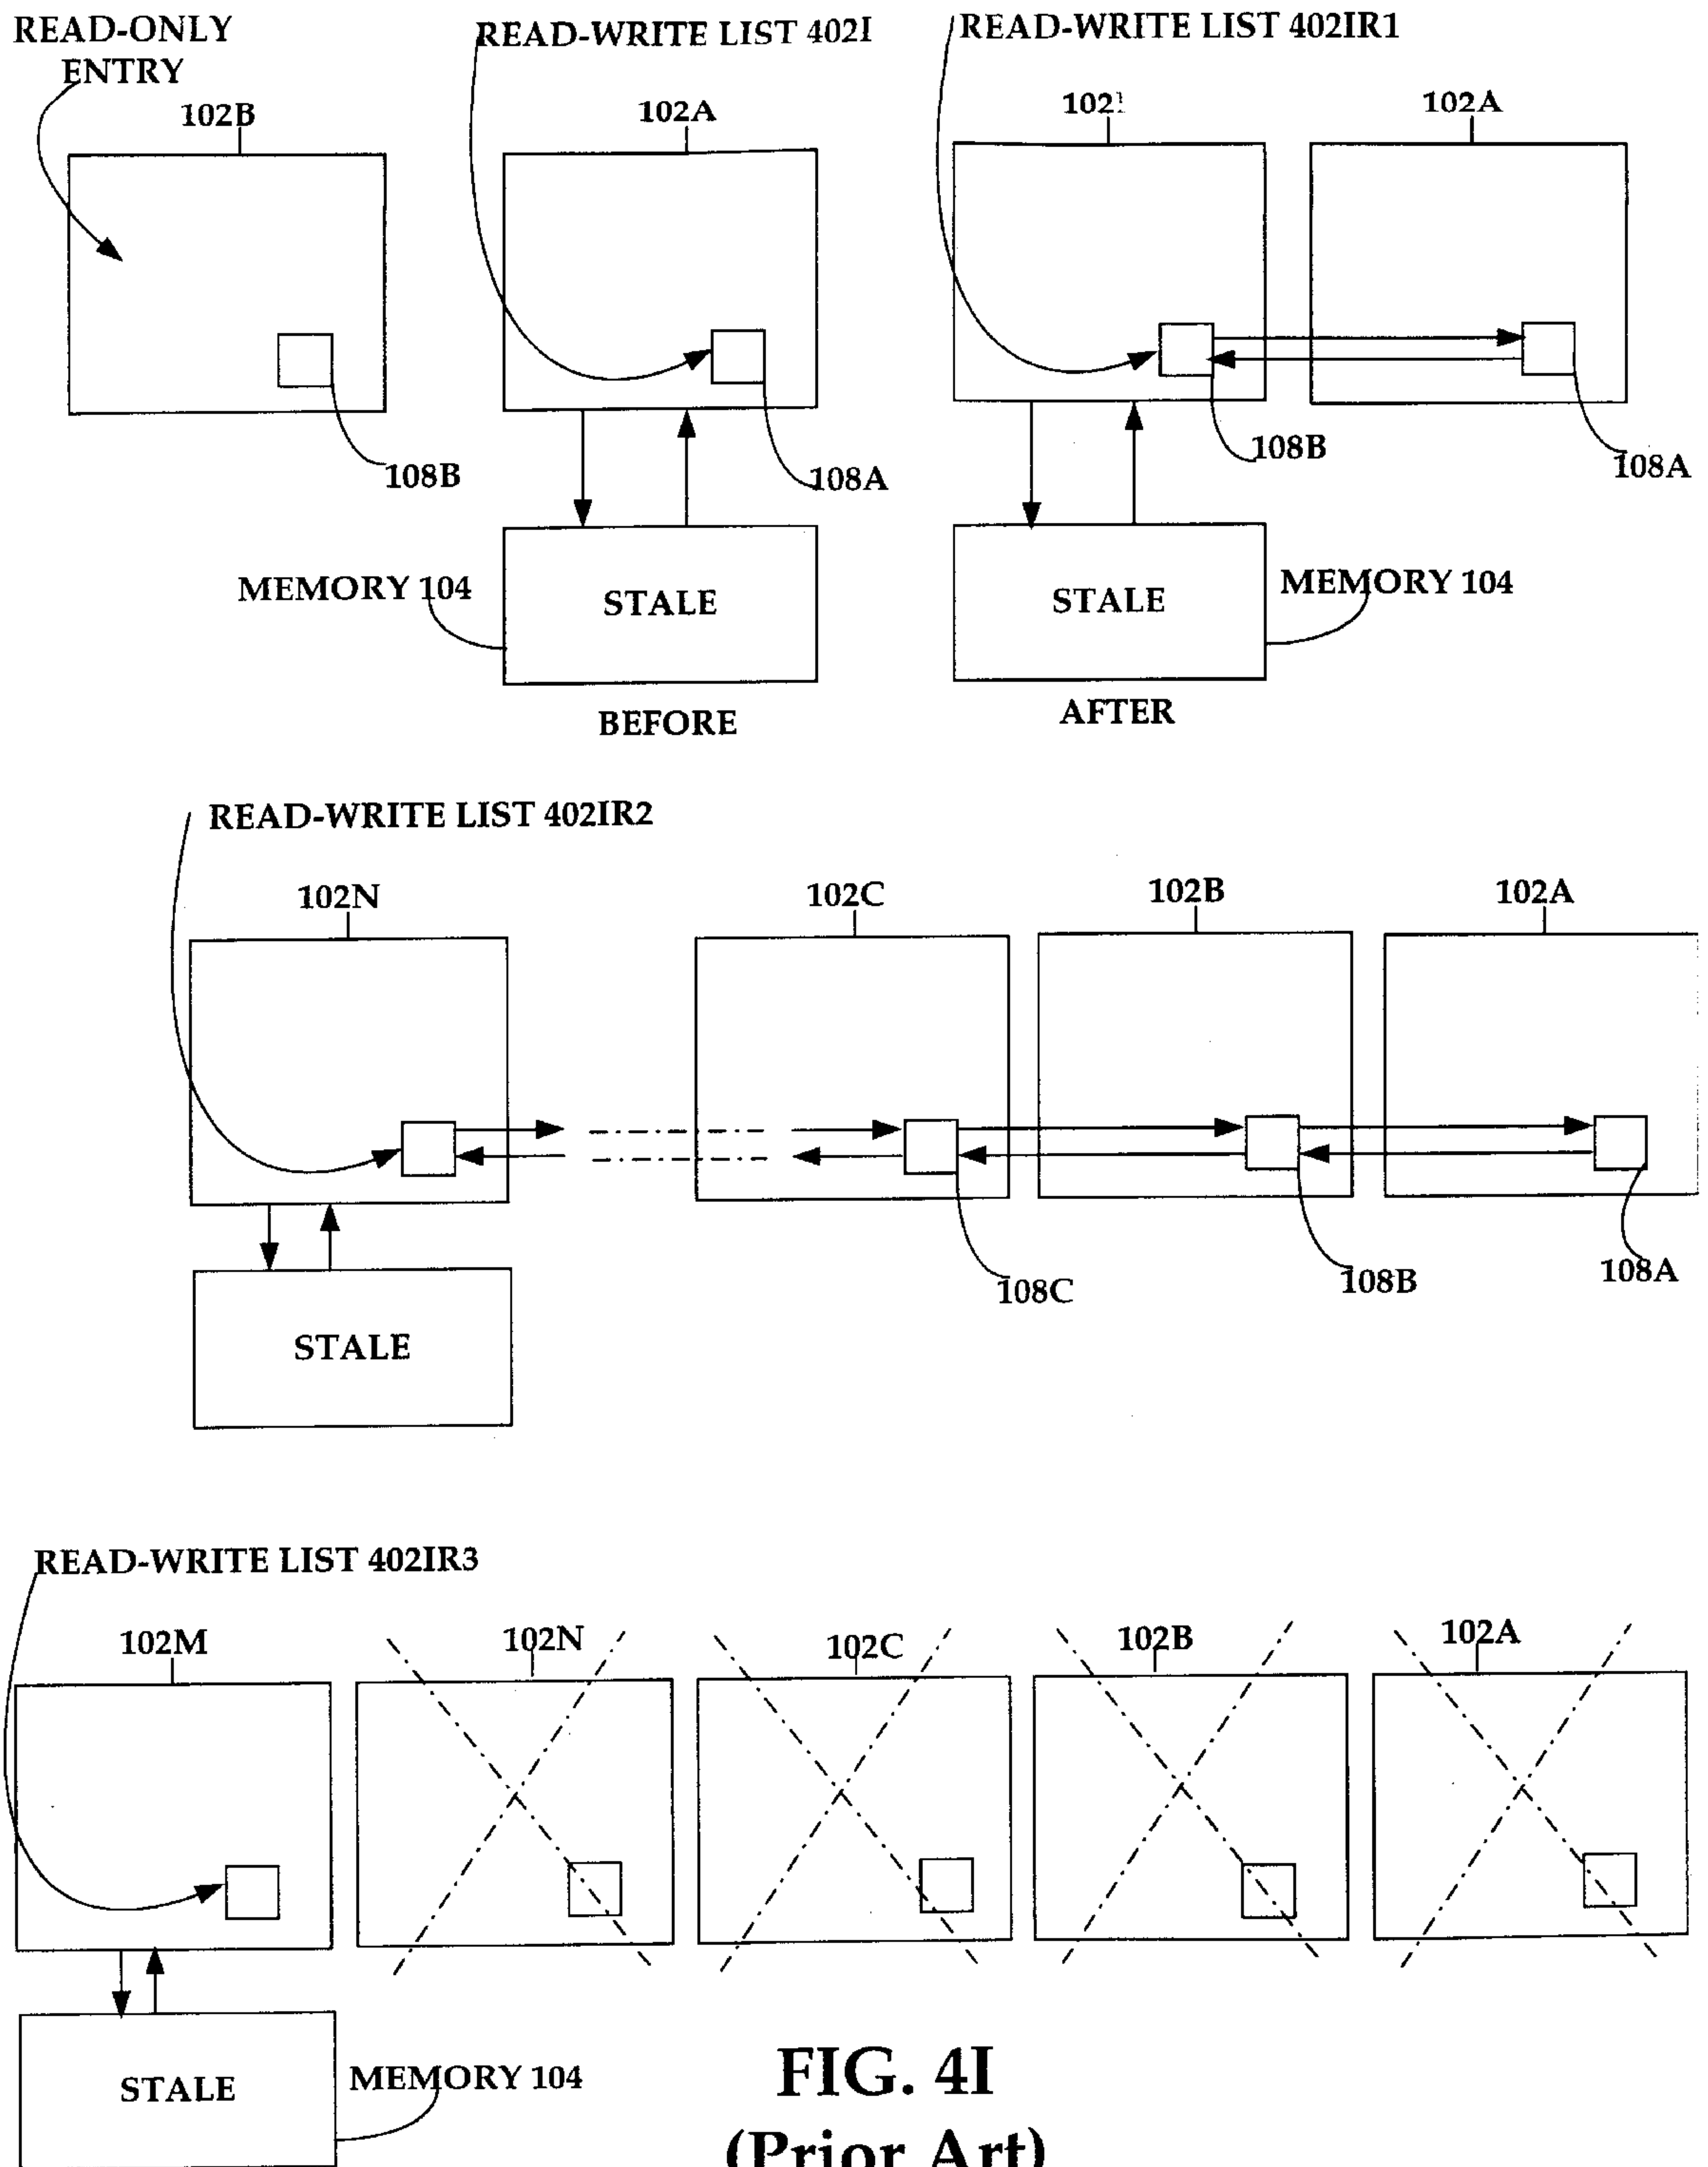 READ-ONLY
ENTRY
READ-WRITE LIST 402I
READ-WRITE LIST 402IR1
102B
102A
102A
108B
108A
108B
108A
MEMORY 104
STALE
STALE
MEMORY 104
BEFORE
AFTER
READ-WRITE LIST 402IR2
102N
102C
102B
102A
108C
108B
108A
STALE
READ-WRITE LIST 402IR3
102M
102N
102C
102B
102A
STALE
MEMORY 104
FIG. 4I
(Prior Art)